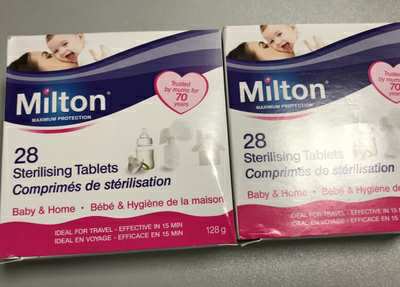 Milton®
MAXIMUM PROTECTION
Trusted
by mums for
70
years
28
Sterilising Tablets
Comprimés de stérilisation
Baby & Home • Bébé & Hygiène de la maison
IDEAL FOR TRAVEL - EFFECTIVE IN 15 MIN
IDEAL EN VOYAGE - EFFICACE EN 15 MIN
128 g
Milton®
MAXIMUM PROTECTION
Trusted
by mums for
70
years
28
Sterilising Tablets
Comprimés de stérilisation
Baby & Home • Bébé & Hygiène de
IDEAL FOR TRAVEL - EFFECTIVE IN 15 MIN
IDEAL EN VOYAGE - EFFICACE EN 15 MIN